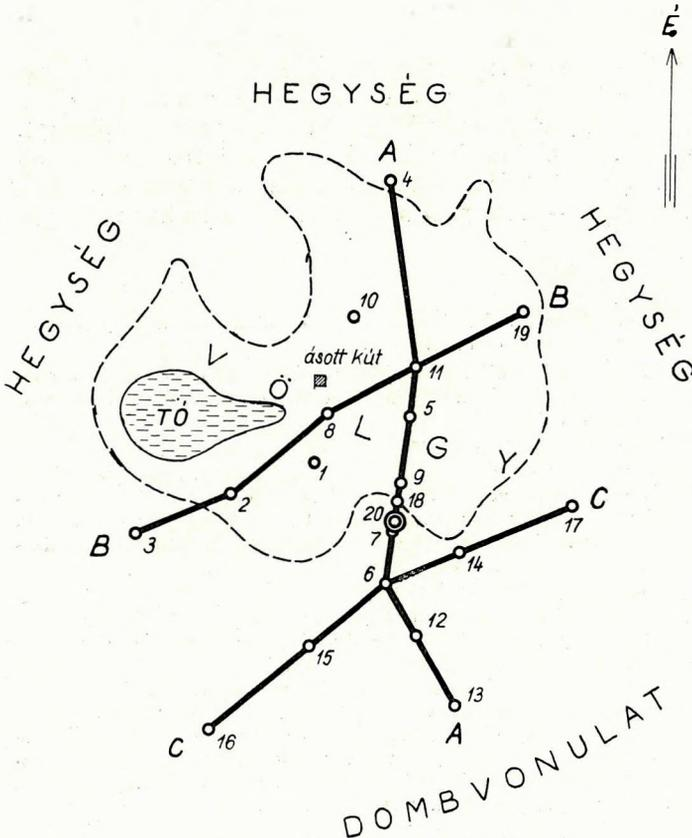 É
HEGYSÉG
HEGYSÉG
HEGYSÉG
A
4
B
19
10
ásott kút
11
VÖLGY
TÓ
8
5
1
9
18
20
7
2
B
3
C
17
14
6
12
15
13
A
C
16
DOMBVONULAT